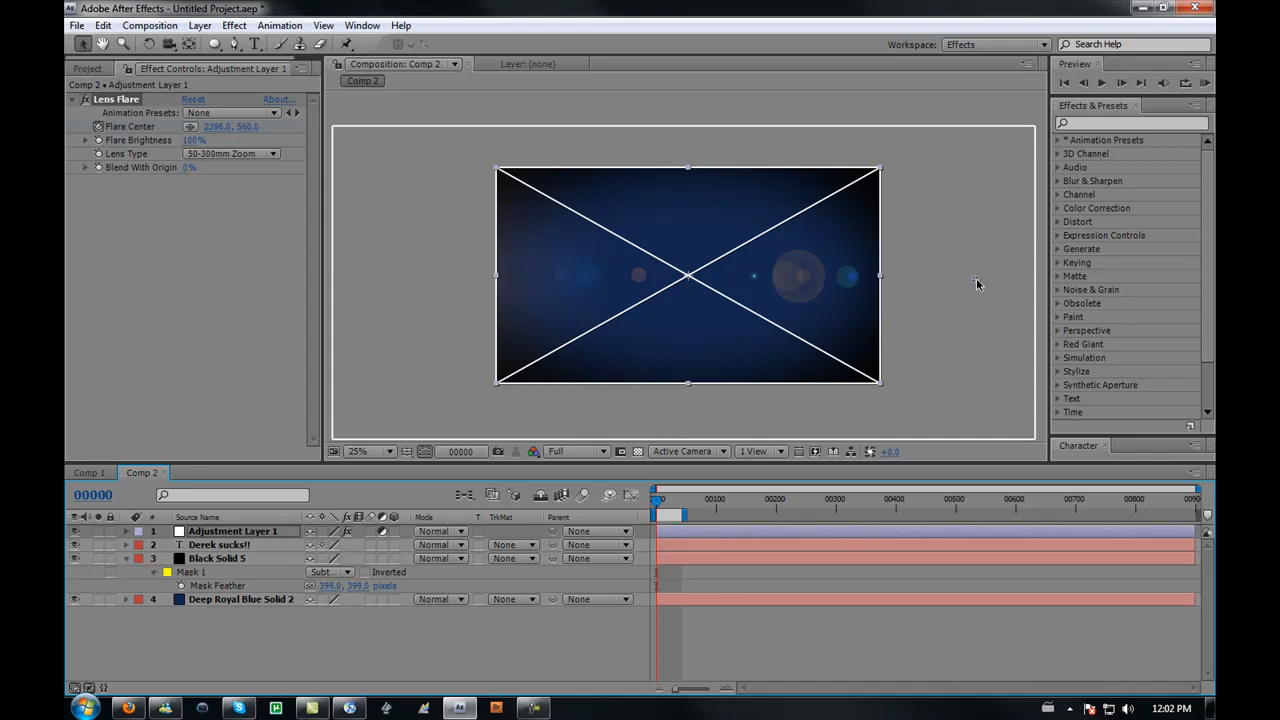 Adobe After Effects - Untitled Project.aep *
File Edit Composition Layer Effect Animation View Window Help
Workspace: Effects Search Help
Project Effect Controls: Adjustment Layer 1
Composition: Comp 2 Layer: (none)
Preview
Comp 2 • Adjustment Layer 1
Comp 2
Lens Flare Reset About...
Animation Presets: None
Flare Center 2396.0, 560.0
Flare Brightness 100%
Lens Type 50-300mm Zoom
Blend With Origin 0%
Effects & Presets
* Animation Presets
3D Channel
Audio
Blur & Sharpen
Channel
Color Correction
Distort
Expression Controls
Generate
Keying
Matte
Noise & Grain
Obsolete
Paint
Perspective
Red Giant
Simulation
Stylize
Synthetic Aperture
Text
Time
Character
25% 00000 Full Active Camera 1 View +0.0
Comp 1 Comp 2
00000
00100 00200 00300 00400 00500 00600 00700 00800
# Source Name fx Mode T TrkMat Parent
1 Adjustment Layer 1 fx Normal None
2 T Derek sucks!! Normal None None
3 Black Solid 5 Normal None None
Mask 1 Subt... Inverted
Mask Feather 399.0, 399.0 pixels
4 Deep Royal Blue Solid 2 Normal None None
Ae Br 12:02 PM